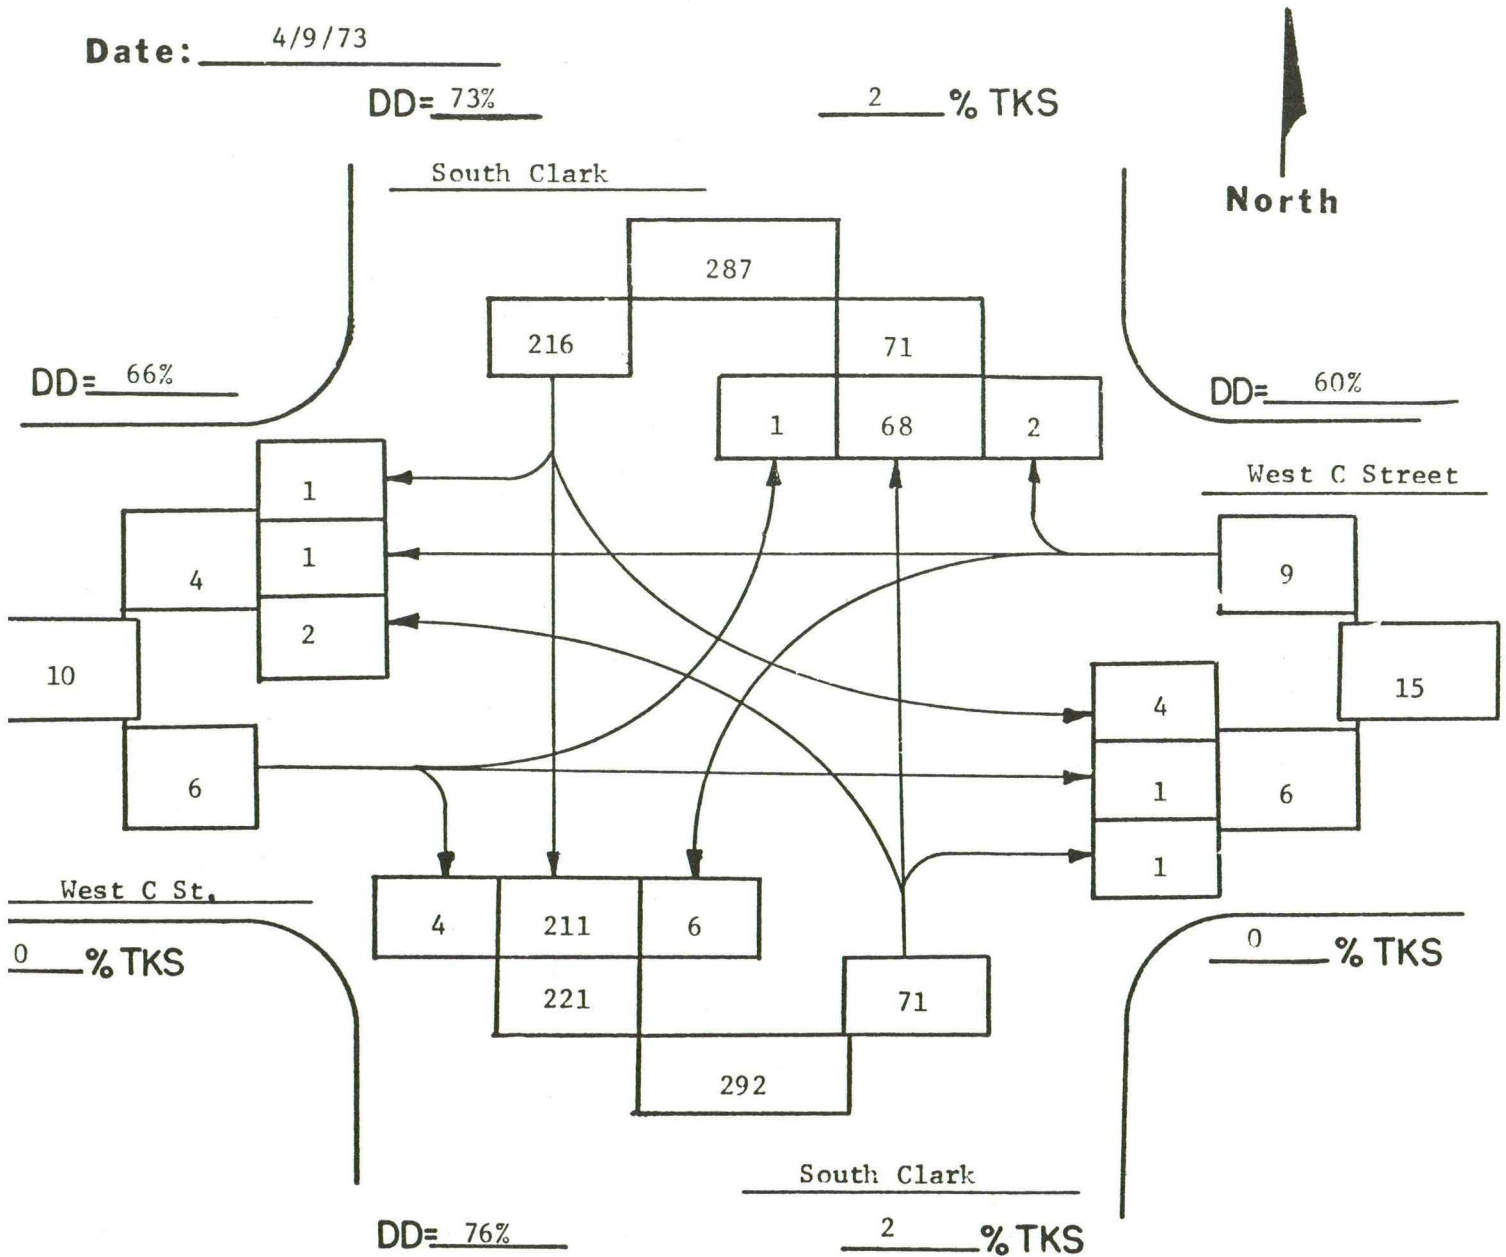 Date: 4/9/73
DD= 73%
2 % TKS
North
South Clark
287
216
71
1 68 2
DD= 66%
DD= 60%
West C Street
1
1
2
4
10
6
9
15
4
1
1
6
West C St.
0 % TKS
4 211 6
221
71
292
0 % TKS
South Clark
DD= 76%
2 % TKS